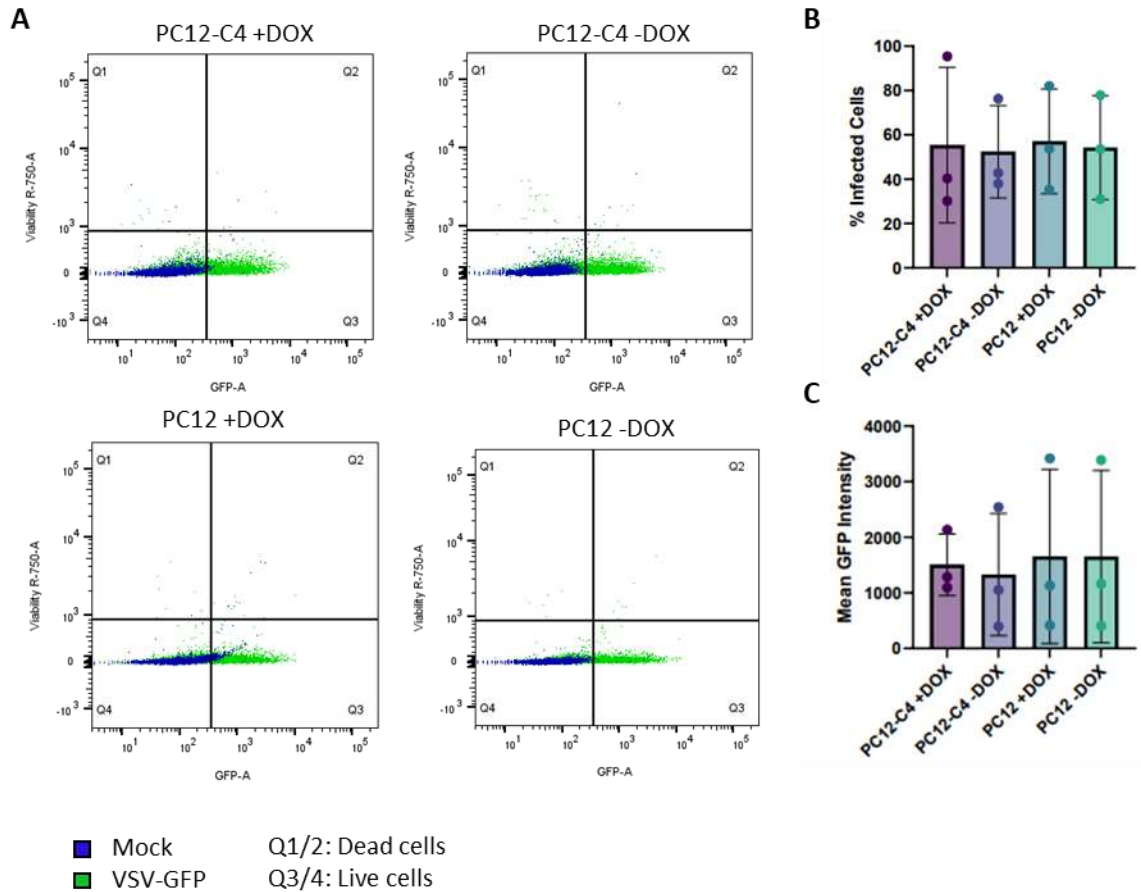 A
B
PC12-C4 +DOX
PC12-C4 -DOX
Q1
Q2
Q4
Q3
10^5
10^4
10^3
0
-10^3
10^1
10^2
10^3
10^4
10^5
Viability R-750-A
GFP-A
Q1
Q2
Q4
Q3
10^5
10^4
10^3
0
-10^3
10^1
10^2
10^3
10^4
10^5
Viability R-750-A
GFP-A
100
80
60
40
20
0
% Infected Cells
PC12-C4 +DOX
PC12-C4 -DOX
PC12 +DOX
PC12 -DOX
PC12 +DOX
PC12 -DOX
Q1
Q2
Q4
Q3
10^5
10^4
10^3
0
-10^3
10^1
10^2
10^3
10^4
10^5
Viability R-750-A
GFP-A
Q1
Q2
Q4
Q3
10^5
10^4
10^3
0
-10^3
10^1
10^2
10^3
10^4
10^5
Viability R-750-A
GFP-A
C
4000
3000
2000
1000
0
Mean GFP Intensity
PC12-C4 +DOX
PC12-C4 -DOX
PC12 +DOX
PC12 -DOX
Mock
Q1/2: Dead cells
VSV-GFP
Q3/4: Live cells